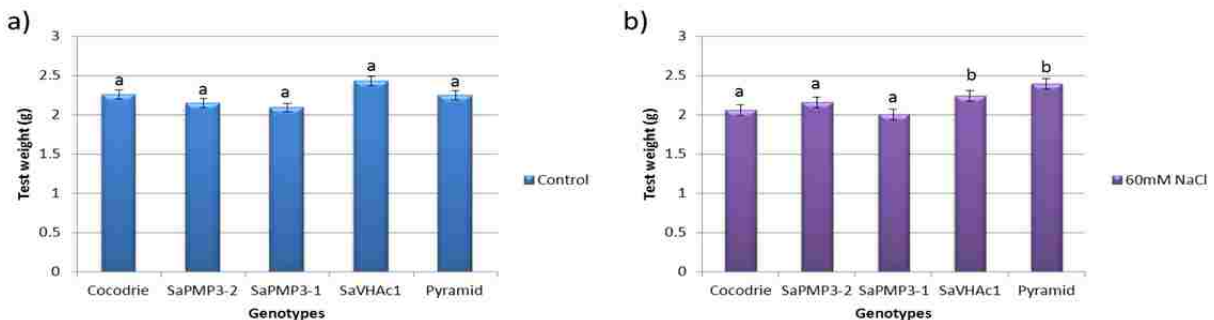 a)
3
2.5
2
1.5
1
0.5
0
Test weight (g)
a
a
a
a
a
Cocodrie SaPMP3-2 SaPMP3-1 SaVHAc1 Pyramid
Genotypes
Control
b)
3
2.5
2
1.5
1
0.5
0
Test weight (g)
a
a
a
b
b
Cocodrie SaPMP3-2 SaPMP3-1 SaVHAc1 Pyramid
Genotypes
60mM NaCl